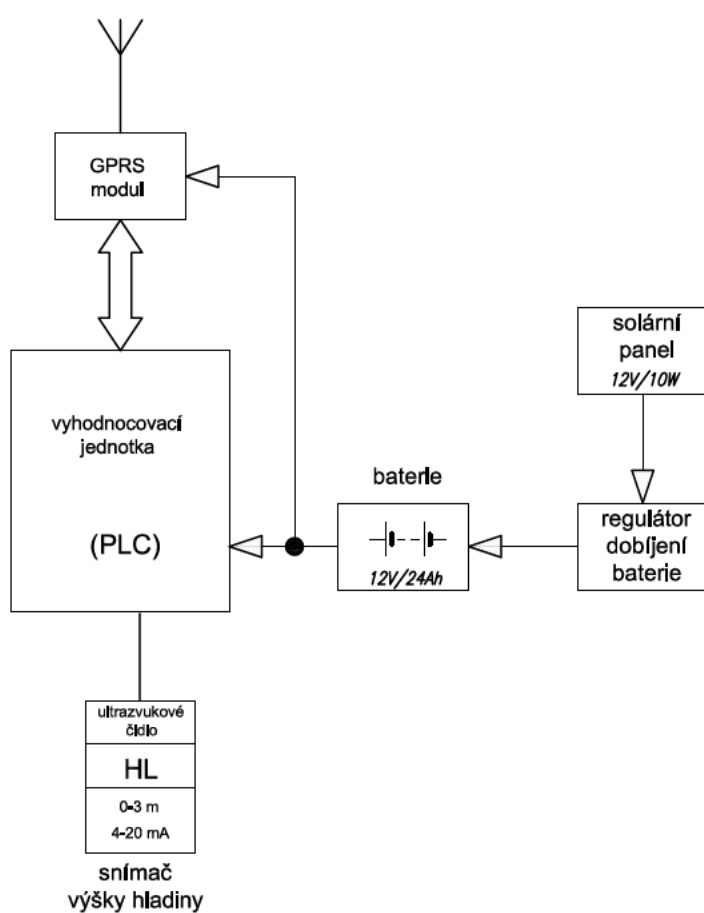 GPRS
modul
solární
panel
12V/10W
vyhodnocovací
jednotka
(PLC)
baterie
12V/24Ah
regulátor
dobíjení
baterie
ultrazvukové
čidlo
HL
0-3 m
4-20 mA
snímač
výšky hladiny